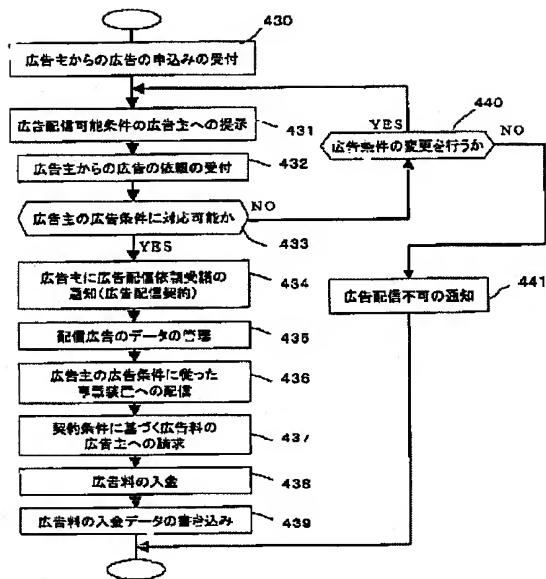 430
広告主からの広告の申込みの受付
広告配信可能条件の広告主への提示
431
広告主からの広告の依頼の受付
432
広告主の広告条件に対応可能か
433
NO
YES
440
広告条件の変更を行うか
YES
NO
広告主に広告配信依頼受諾の
通知(広告配信契約)
434
配信広告のデータの管理
435
広告主の広告条件に従った
への配信
436
契約条件に基づく広告料の
広告主への請求
437
広告料の入金
438
広告料の入金データの書き込み
439
広告配信不可の通知
441